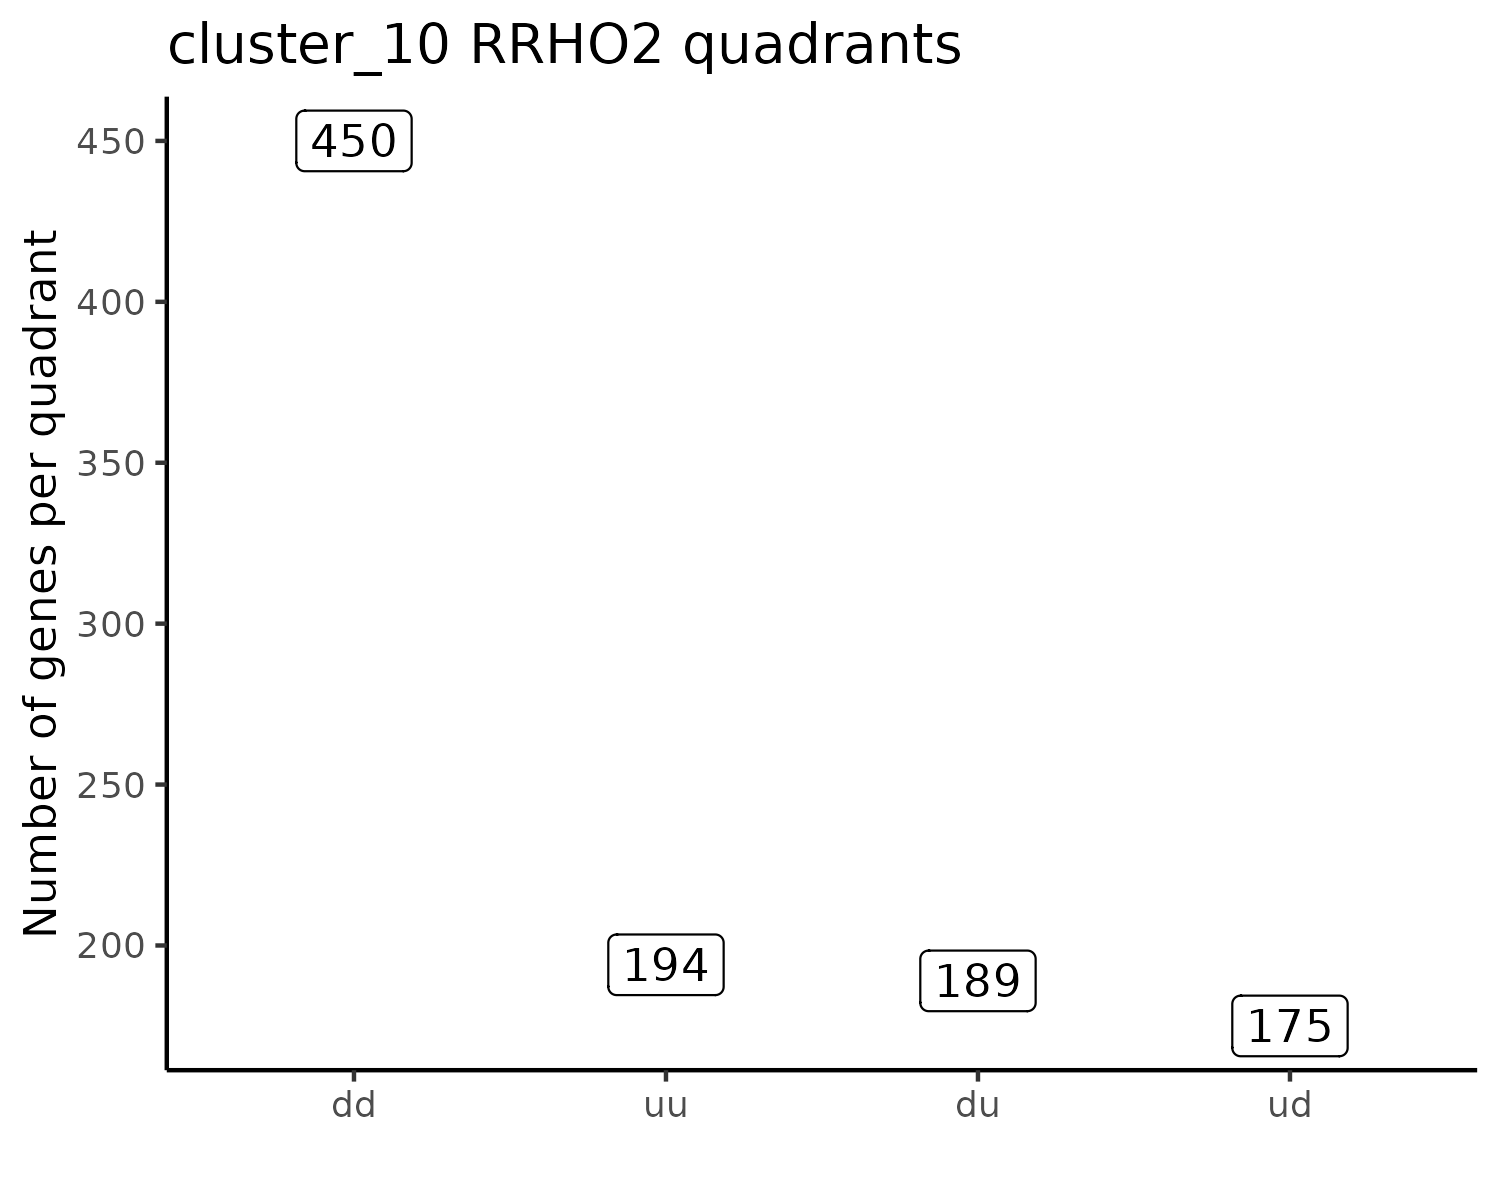 cluster_10 RRHO2 quadrants
Number of genes per quadrant
450
400
350
300
250
200
450
194
189
175
dd
uu
du
ud